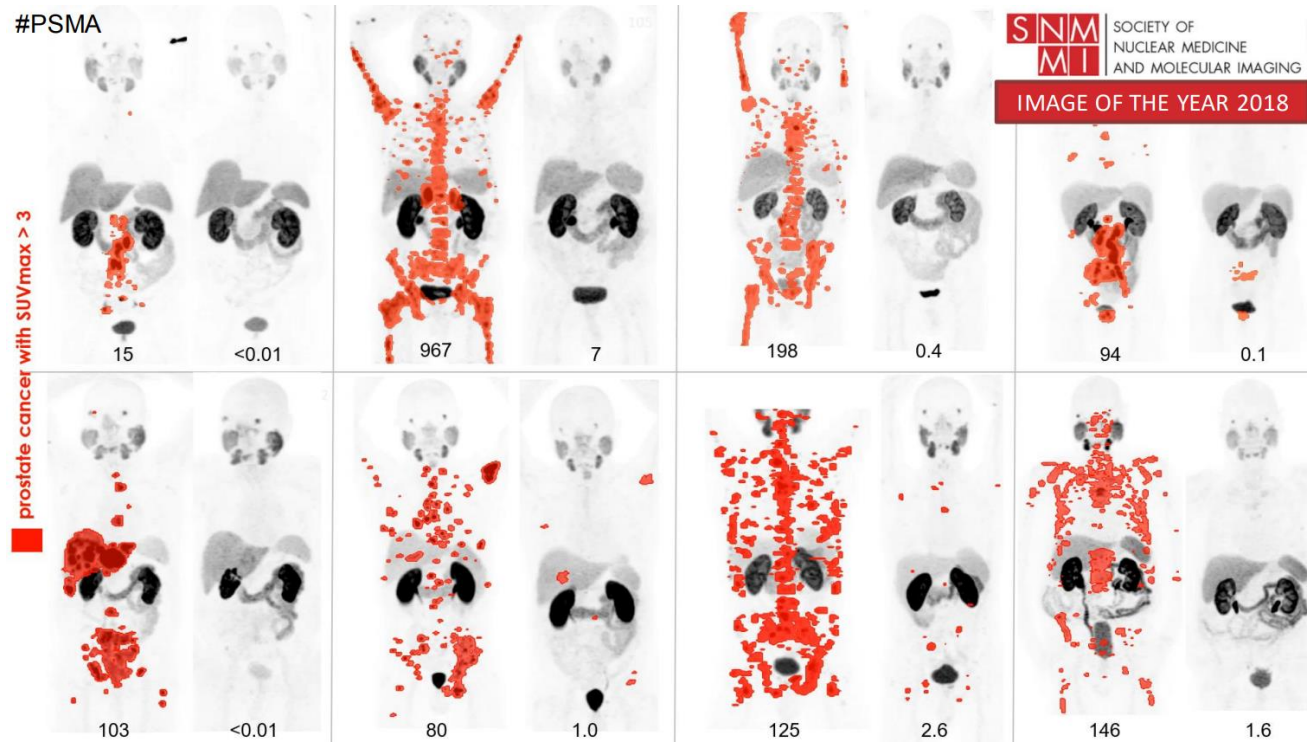 #PSMA
105
SNM
MI
SOCIETY OF
NUCLEAR MEDICINE
AND MOLECULAR IMAGING
IMAGE OF THE YEAR 2018
prostate cancer with SUVmax > 3
15
<0.01
967
7
198
0.4
94
0.1
103
<0.01
80
1.0
125
2.6
146
1.6